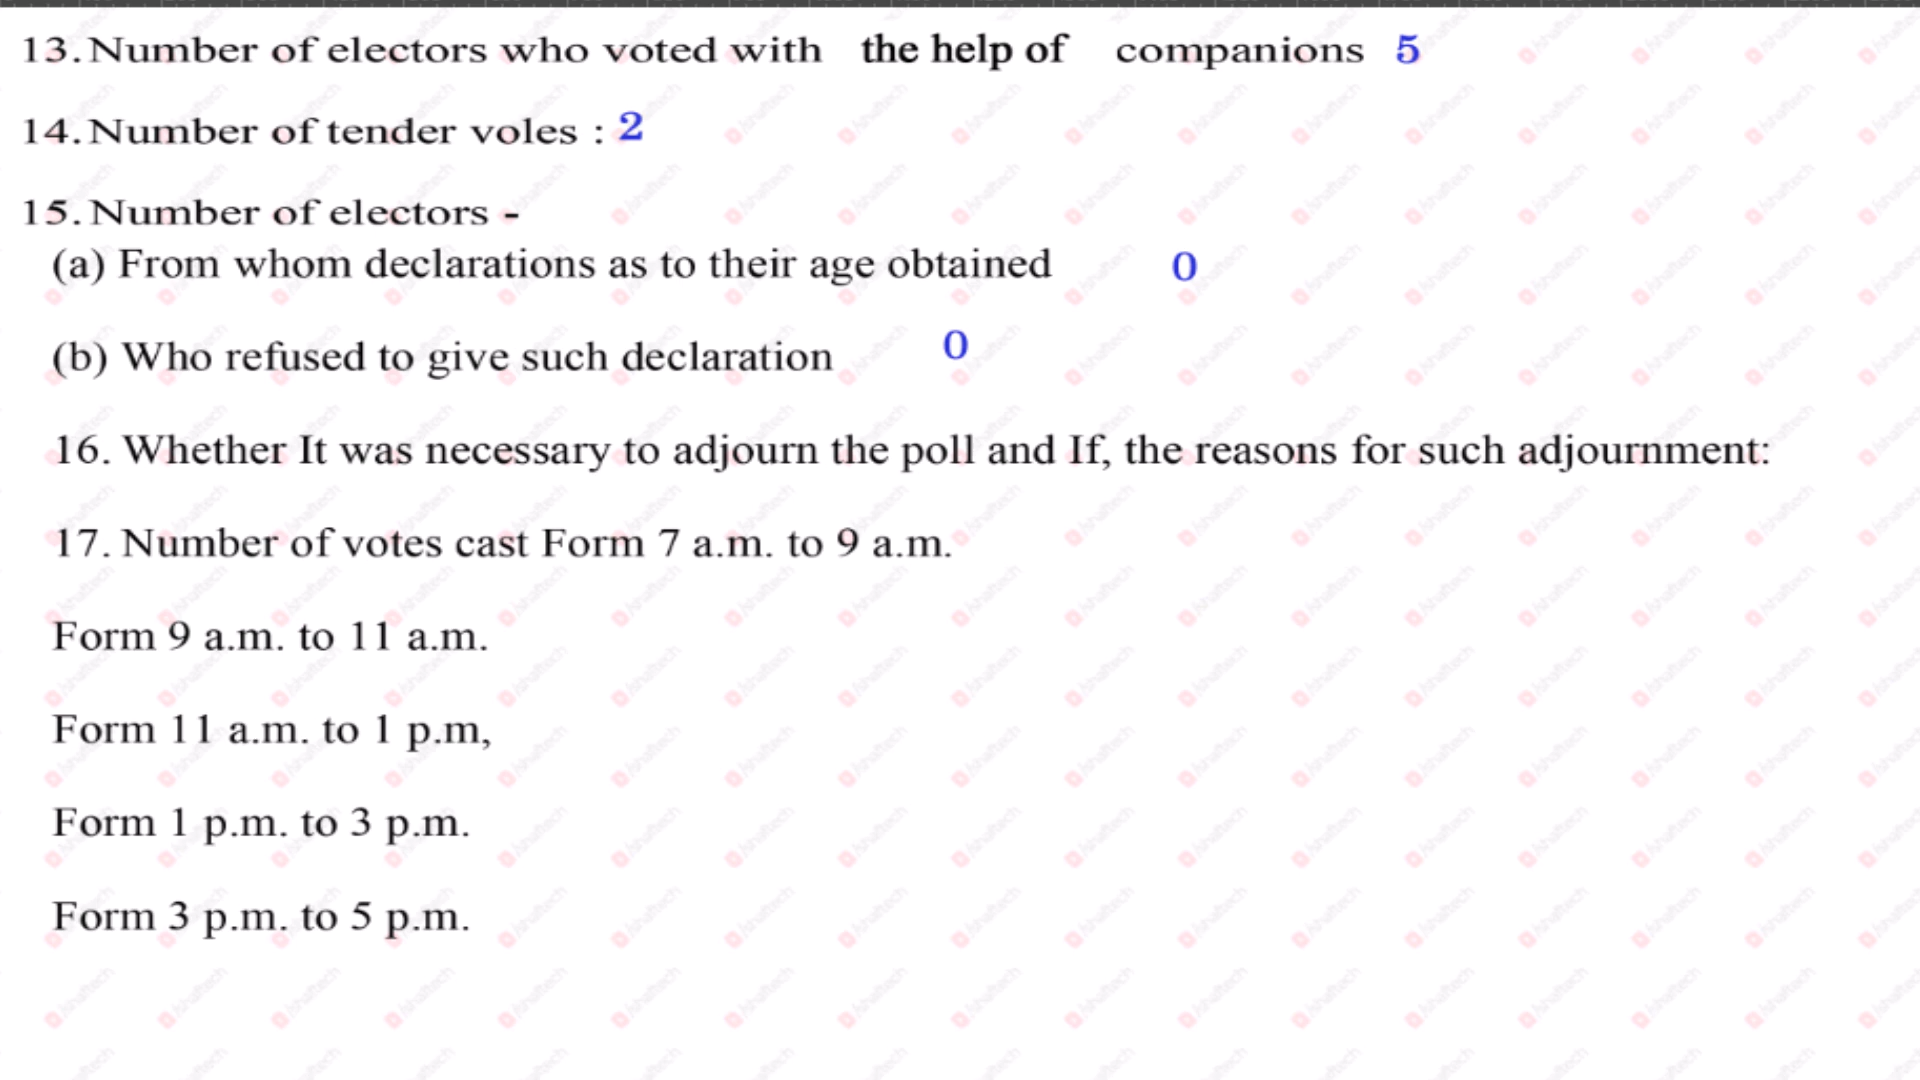 13. Number of electors who voted with the help of companions 5
14. Number of tender voles : 2
15. Number of electors -
(a) From whom declarations as to their age obtained 0
(b) Who refused to give such declaration 0
16. Whether It was necessary to adjourn the poll and If, the reasons for such adjournment:
17. Number of votes cast Form 7 a.m. to 9 a.m.
Form 9 a.m. to 11 a.m.
Form 11 a.m. to 1 p.m,
Form 1 p.m. to 3 p.m.
Form 3 p.m. to 5 p.m.